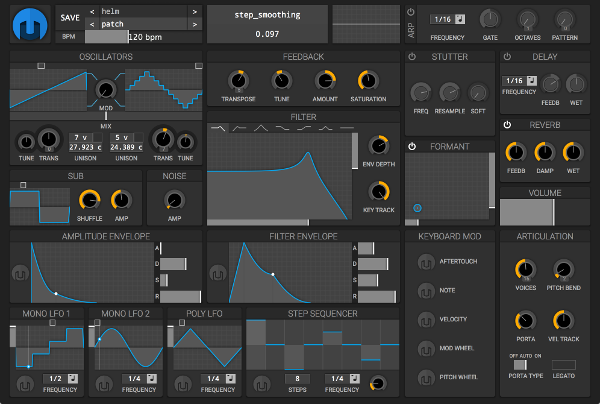 SAVE < helm >
< patch >
BPM 120 bpm
step_smoothing
0.097
ARP
1/16
FREQUENCY GATE OCTAVES PATTERN
OSCILLATORS
MOD
MIX
7 v 5 v
27.923 c 24.389 c
TUNE TRANS UNISON UNISON TRANS TUNE
FEEDBACK
TRANSPOSE TUNE AMOUNT SATURATION
FILTER
ENV DEPTH
KEY TRACK
STUTTER
FREQ RESAMPLE SOFT
DELAY
1/16
FREQUENCY FEEDB WET
REVERB
FEEDB DAMP WET
FORMANT
VOLUME
SUB
SHUFFLE AMP
NOISE
AMP
AMPLITUDE ENVELOPE
A
D
S
R
FILTER ENVELOPE
A
D
S
R
KEYBOARD MOD
AFTERTOUCH
NOTE
VELOCITY
MOD WHEEL
PITCH WHEEL
ARTICULATION
VOICES PITCH BEND
PORTA VEL TRACK
OFF AUTO ON
PORTA TYPE LEGATO
MONO LFO 1
1/2
FREQUENCY
MONO LFO 2
1/4
FREQUENCY
POLY LFO
1/4
FREQUENCY
STEP SEQUENCER
8 1/4
STEPS FREQUENCY